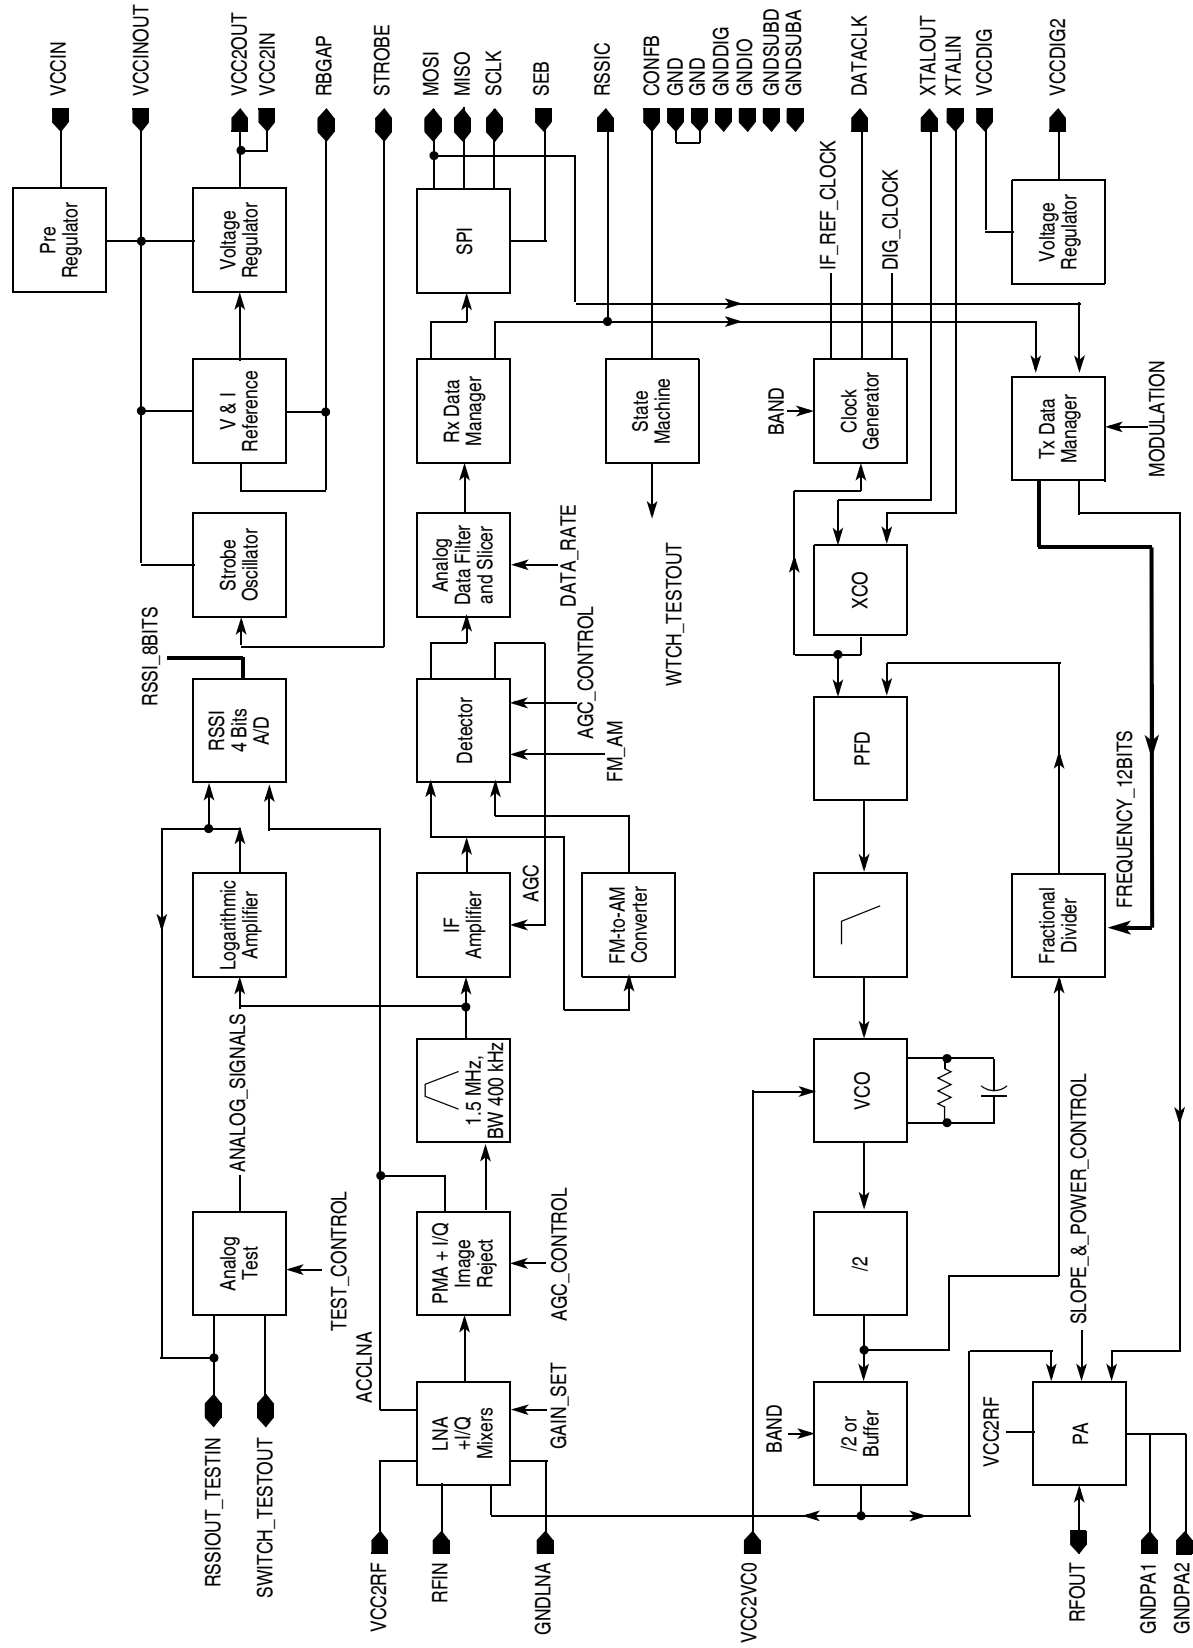 RSSIOUT_TESTIN
SWITCH_TESTOUT
VCC2RF
RFIN
GNDLNA
VCC2VC0
RFOUT
GNDPA1
GNDPA2
Analog
Test
TEST_CONTROL
ANALOG_SIGNALS
Logarithmic
Amplifier
RSSI
4 Bits
A/D
RSSI_8BITS
Strobe
Oscillator
V & I
Reference
Voltage
Regulator
Pre
Regulator
VCCIN
VCCINOUT
VCC2OUT
VCC2IN
RBGAP
STROBE
ACCLNA
LNA
+I/Q
Mixers
GAIN_SET
PMA + I/Q
Image
Reject
AGC_CONTROL
1.5 MHz,
BW 400 kHz
IF
Amplifier
AGC
FM-to-AM
Converter
Detector
FM_AM
AGC_CONTROL
Analog
Data Filter
and Slicer
DATA_RATE
Rx Data
Manager
SPI
MOSI
MISO
SCLK
SEB
RSSIC
State
Machine
WTCH_TESTOUT
CONFB
GND
GND
GNDDIG
GNDIO
GNDSUBD
GNDSUBA
BAND
/2 or
Buffer
/2
VCO
PFD
XCO
BAND
Clock
Generator
IF_REF_CLOCK
DIG_CLOCK
DATACLK
XTALOUT
XTALIN
VCCDIG
VCCDIG2
VCC2RF
PA
SLOPE_&_POWER_CONTROL
Fractional
Divider
FREQUENCY_12BITS
Tx Data
Manager
MODULATION
Voltage
Regulator